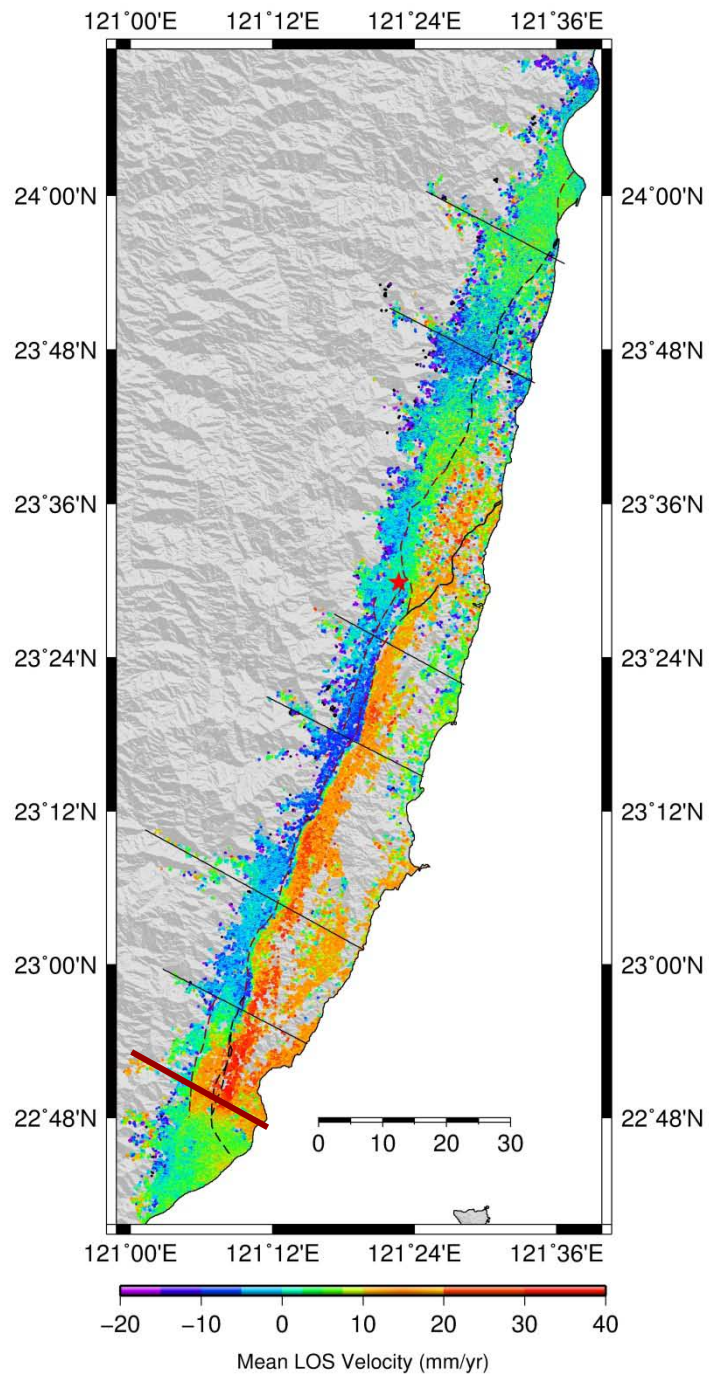 121˚00'E 121˚12'E 121˚24'E 121˚36'E
24˚00'N 24˚00'N
23˚48'N 23˚48'N
23˚36'N 23˚36'N
23˚24'N 23˚24'N
23˚12'N 23˚12'N
23˚00'N 23˚00'N
22˚48'N 22˚48'N
0 10 20 30
121˚00'E 121˚12'E 121˚24'E 121˚36'E
−20 −10 0 10 20 30 40
Mean LOS Velocity (mm/yr)